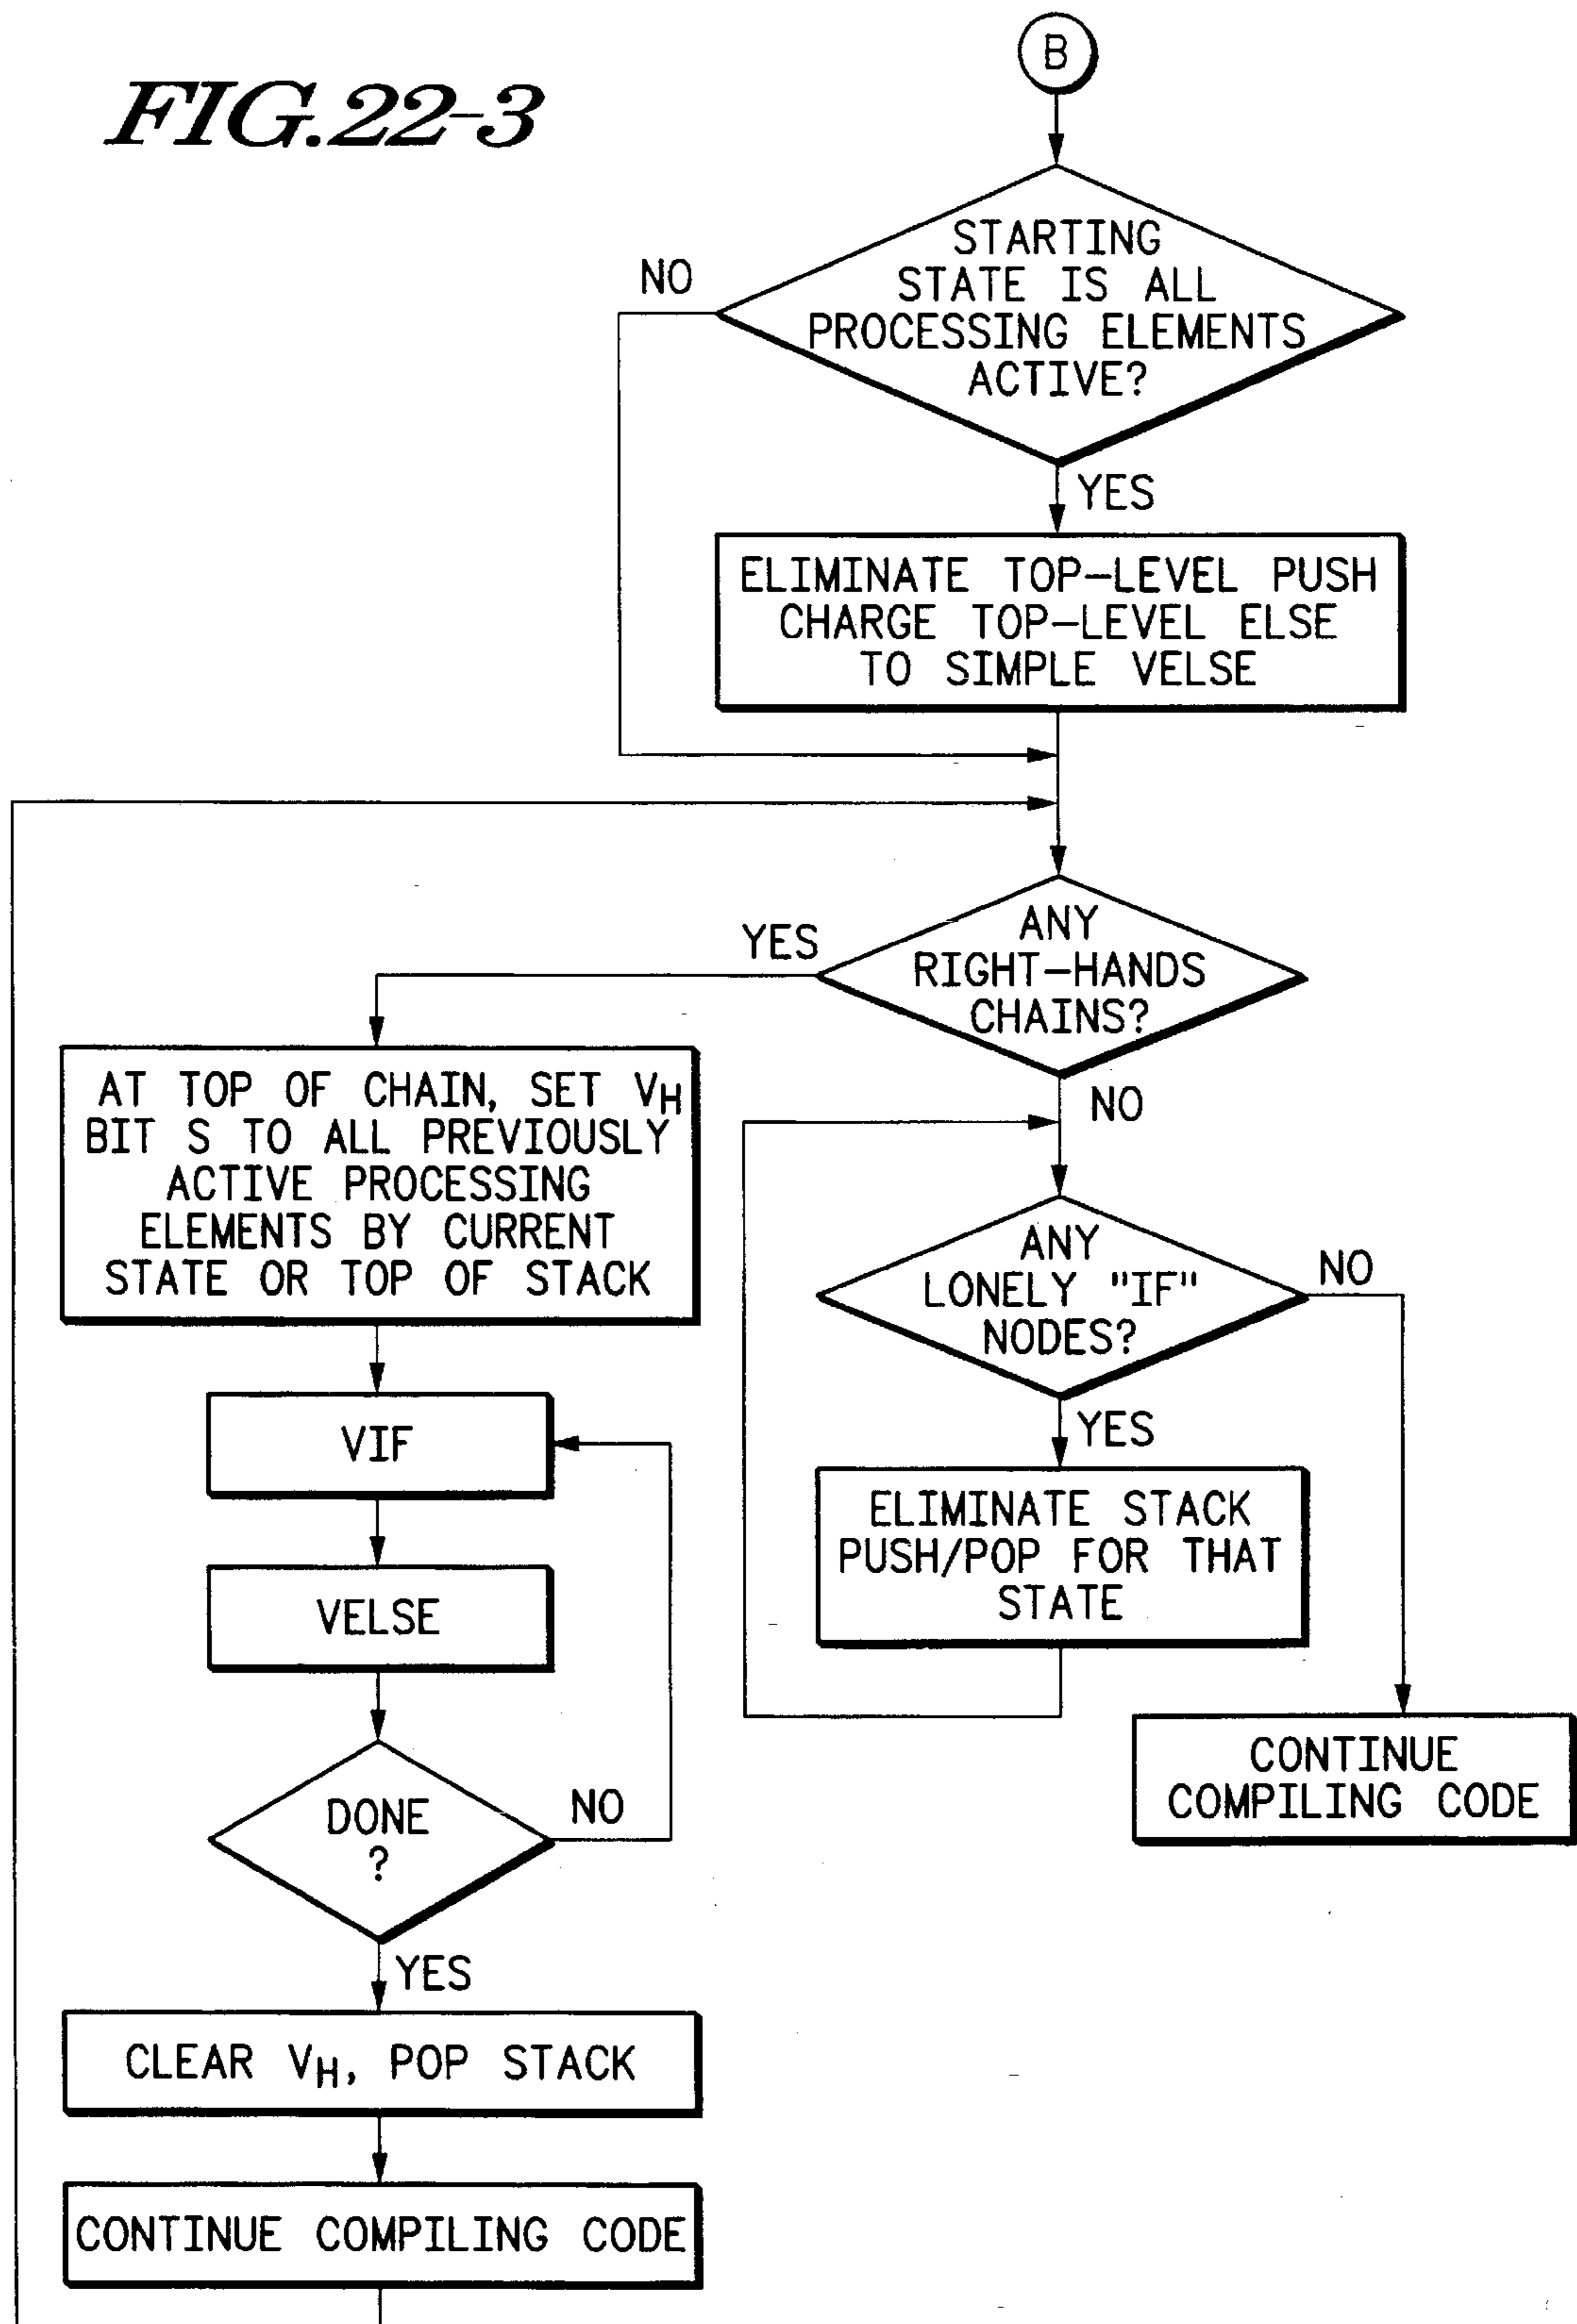 FIG.22-3
B
STARTING
STATE IS ALL
PROCESSING ELEMENTS
ACTIVE?
NO
YES
ELIMINATE TOP-LEVEL PUSH
CHARGE TOP-LEVEL ELSE
TO SIMPLE VELSE
ANY
RIGHT-HANDS
CHAINS?
YES
NO
AT TOP OF CHAIN, SET VH
BIT S TO ALL PREVIOUSLY
ACTIVE PROCESSING
ELEMENTS BY CURRENT
STATE OR TOP OF STACK
VIF
VELSE
DONE
?
NO
YES
CLEAR VH, POP STACK
CONTINUE COMPILING CODE
ANY
LONELY "IF"
NODES?
NO
YES
ELIMINATE STACK
PUSH/POP FOR THAT
STATE
CONTINUE
COMPILING CODE